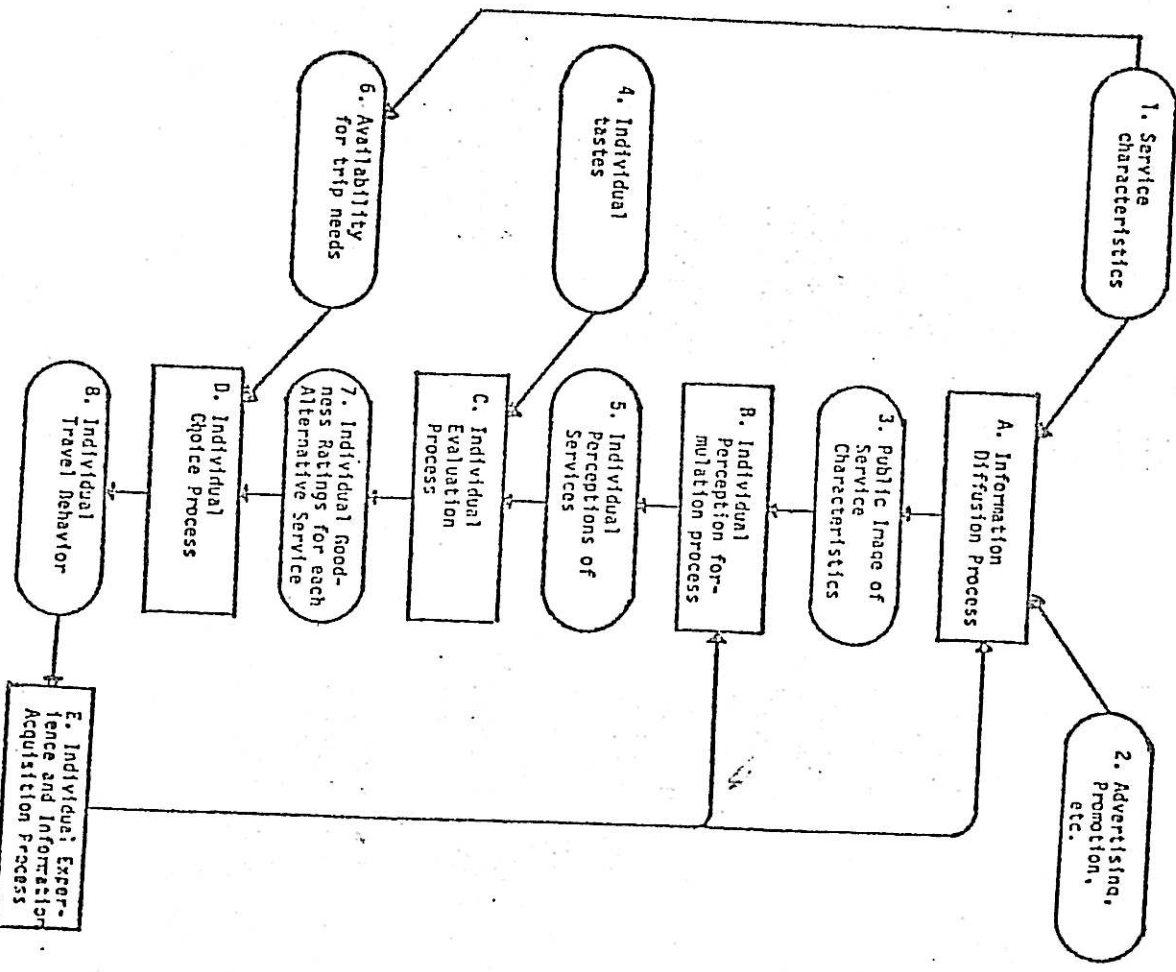 1. Service
characteristics
2. Advertising,
Promotion,
etc.
A. Information
Diffusion Process
3. Public Image of
Service
Characteristics
B. Individual
Perception for-
mulation process
4. Individual
tastes
5. Individual
Perceptions of
Services
C. Individual
Evaluation
Process
6. Availability
for trip needs
7. Individual Good-
ness Ratings for each
Alternative Service
D. Individual
Choice Process
8. Individual
Travel Behavior
E. Individual Exper-
ience and Information
Acquisition Process